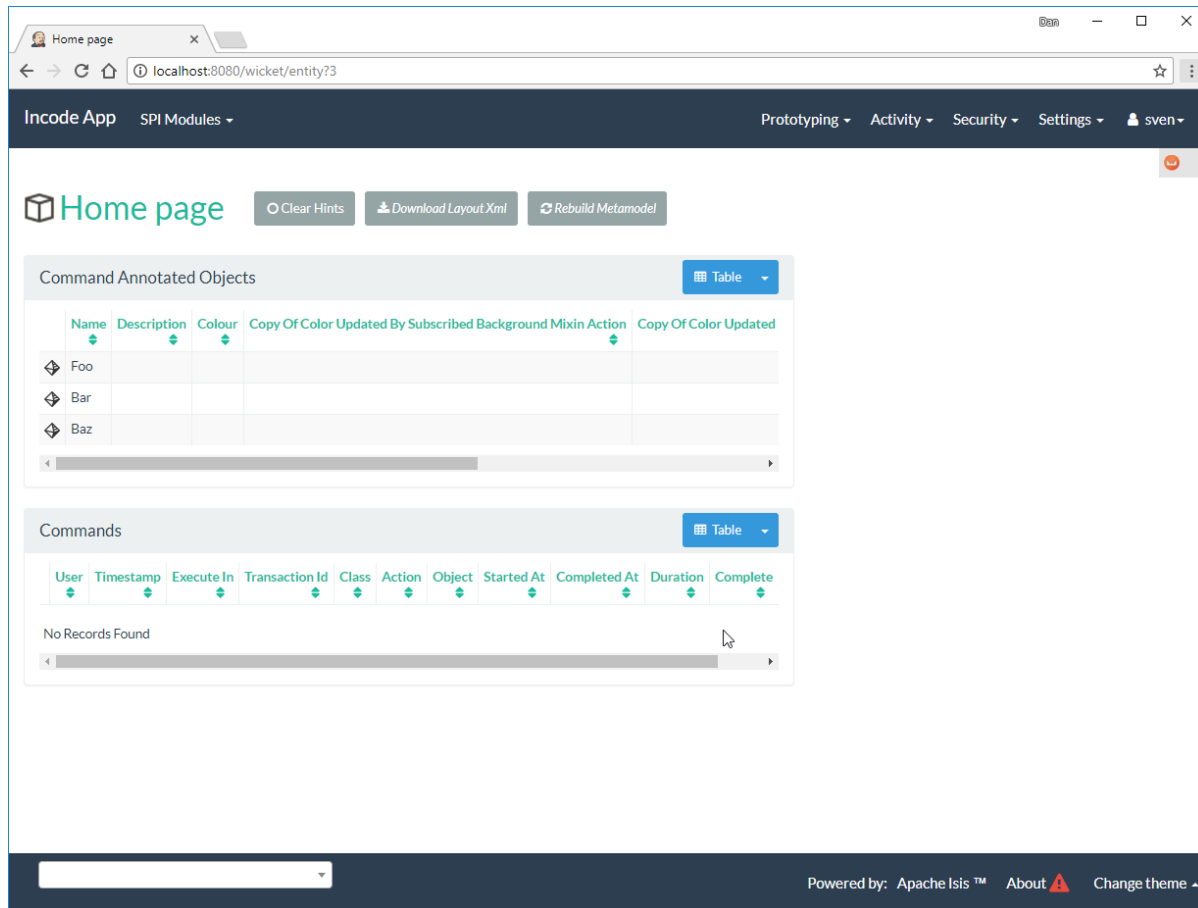 Dan
Home page
localhost:8080/wicket/entity?3
Incode App SPI Modules Prototyping Activity Security Settings sven
Home page Clear Hints Download Layout Xml Rebuild Metamodel
Command Annotated Objects Table
Name Description Colour Copy Of Color Updated By Subscribed Background Mixin Action Copy Of Color Updated
Foo
Bar
Baz
Commands Table
User Timestamp Execute In Transaction Id Class Action Object Started At Completed At Duration Complete
No Records Found
Powered by: Apache Isis ™ About Change theme